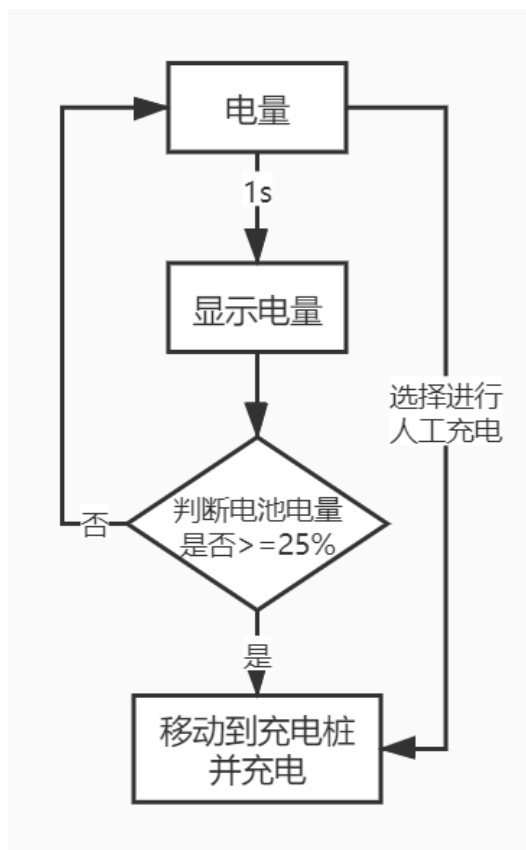 电量
1s
显示电量
选择进行
人工充电
判断电池电量
是否>=25%
否
是
移动到充电桩
并充电